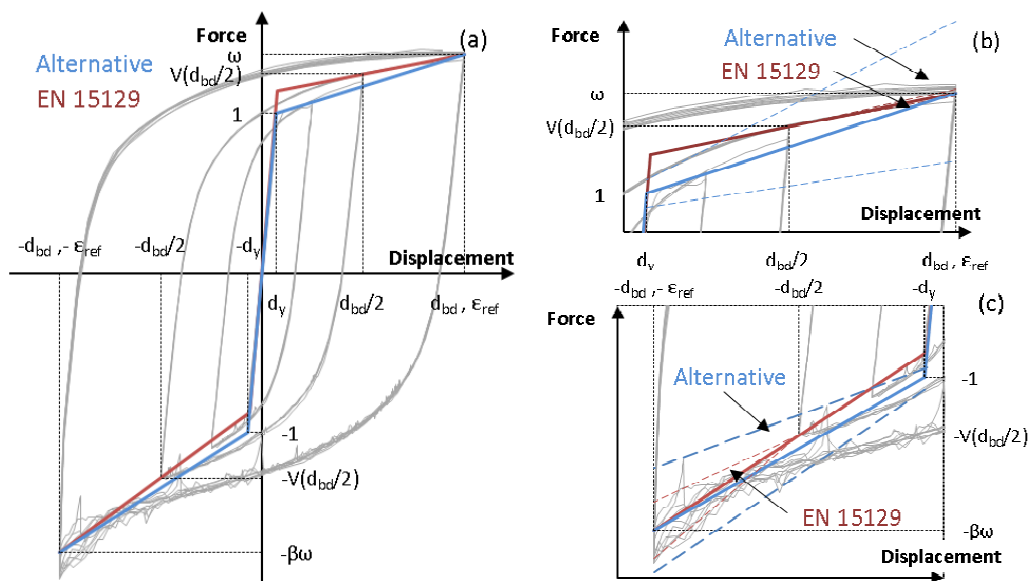 Force
(a)
ω
Alternative
V(dbd/2)
EN 15129
1
-dbd ,- εref
-dbd/2
-dy
Displacement
dy
dbd/2
dbd , εref
-1
-V(dbd/2)
-βω
Force
Alternative
(b)
EN 15129
ω
V(dbd/2)
1
Displacement
dy
dbd/2
dbd, εref
-dbd,- εref
-dbd/2
-dy
Force
(c)
Alternative
-1
-V(dbd/2)
EN 15129
-βω
Displacement